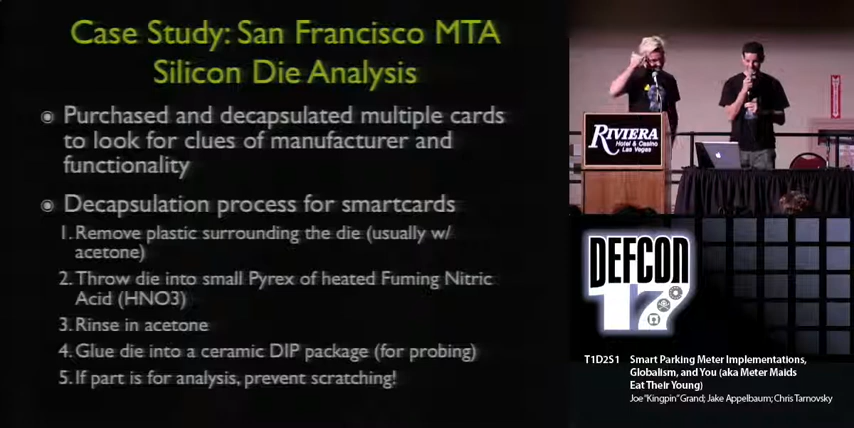 Case Study: San Francisco MTA
Silicon Die Analysis
Purchased and decapsulated multiple cards
to look for clues of manufacturer and
functionality
Decapsulation process for smartcards
1. Remove plastic surrounding the die (usually w/
acetone)
2. Throw die into small Pyrex of heated Fuming Nitric
Acid (HNO3)
3. Rinse in acetone
4. Glue die into a ceramic DIP package (for probing)
5. If part is for analysis, prevent scratching!
RIVIERA
Hotel & Casino
Las Vegas
DEFCON
17
T1D2S1 Smart Parking Meter Implementations,
Globalism, and You (aka Meter Maids
Eat Their Young)
Joe "Kingpin" Grand; Jake Appelbaum; Chris Tarnovsky